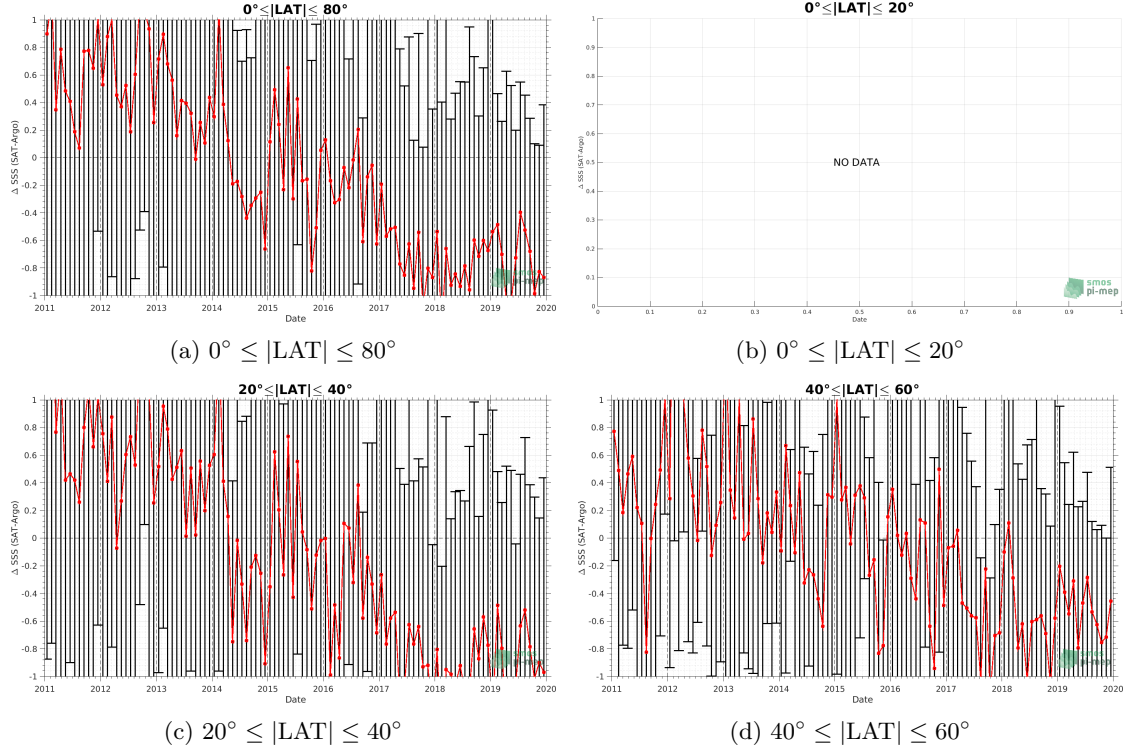 0°≤|LAT|≤ 80°
1
0.8
0.6
0.4
0.2
0
-0.2
-0.4
-0.6
-0.8
-1
Δ SSS (SAT-Argo)
2011 2012 2013 2014 2015 2016 2017 2018 2019 2020
Date
smos
pi-mep
(a) 0° ≤ |LAT| ≤ 80°
0°≤|LAT|≤ 20°
1
0.9
0.8
0.7
0.6
0.5
0.4
0.3
0.2
0.1
0
Δ SSS (SAT-Argo)
NO DATA
0 0.1 0.2 0.3 0.4 0.5 0.6 0.7 0.8 0.9 1
Date
smos
pi-mep
(b) 0° ≤ |LAT| ≤ 20°
20°≤|LAT|≤ 40°
1
0.8
0.6
0.4
0.2
0
-0.2
-0.4
-0.6
-0.8
-1
Δ SSS (SAT-Argo)
2011 2012 2013 2014 2015 2016 2017 2018 2019 2020
Date
smos
pi-mep
(c) 20° ≤ |LAT| ≤ 40°
40°≤|LAT|≤ 60°
1
0.8
0.6
0.4
0.2
0
-0.2
-0.4
-0.6
-0.8
-1
Δ SSS (SAT-Argo)
2011 2012 2013 2014 2015 2016 2017 2018 2019 2020
Date
smos
pi-mep
(d) 40° ≤ |LAT| ≤ 60°